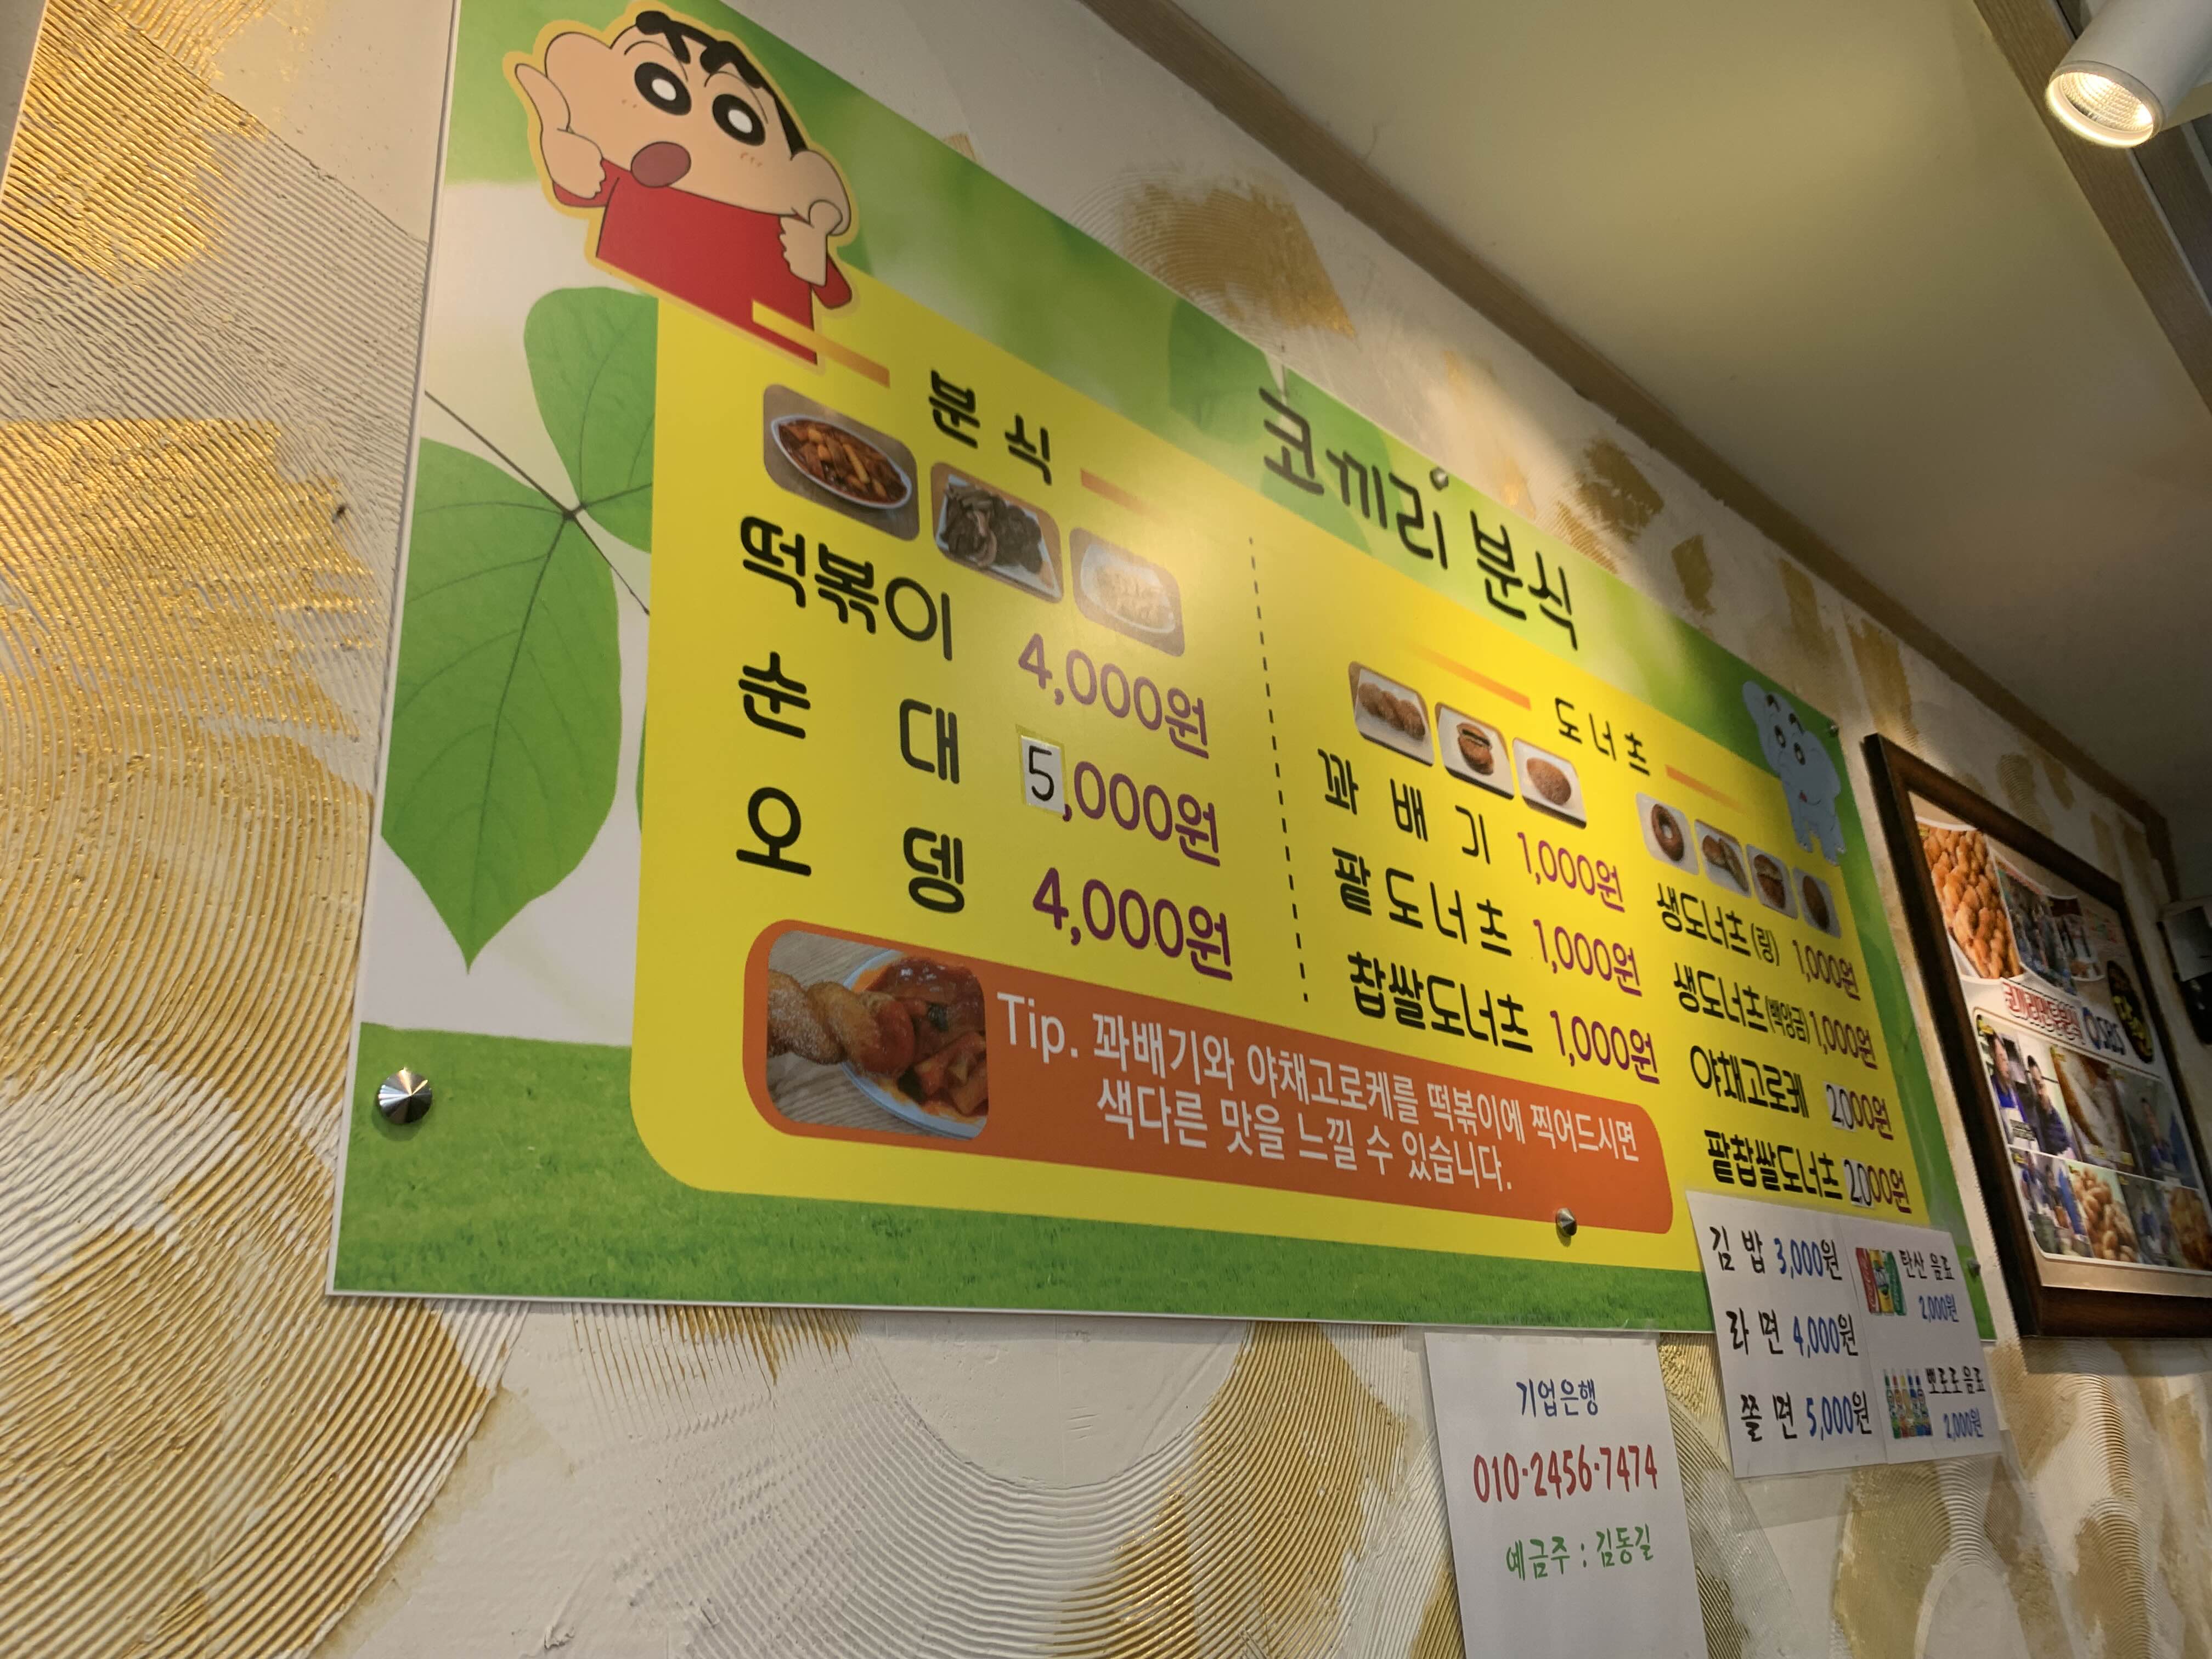 코끼리 분식
분식
떡볶이 4,000원
순대 5,000원
오뎅 4,000원
도너츠
꽈배기 1,000원
팥도너츠 1,000원
찹쌀도너츠 1,000원
생도너츠(링) 1,000원
생도너츠(백앙금) 1,000원
야채고로케 2000원
팥찹쌀도너츠 2000원
Tip. 꽈배기와 야채고로케를 떡볶이에 찍어드시면
색다른 맛을 느낄 수 있습니다.
김밥 3,000원
라면 4,000원
쫄면 5,000원
탄산음료
2,000원
뽀로로음료
2,000원
기업은행
010-2456-7474
예금주 : 김동길